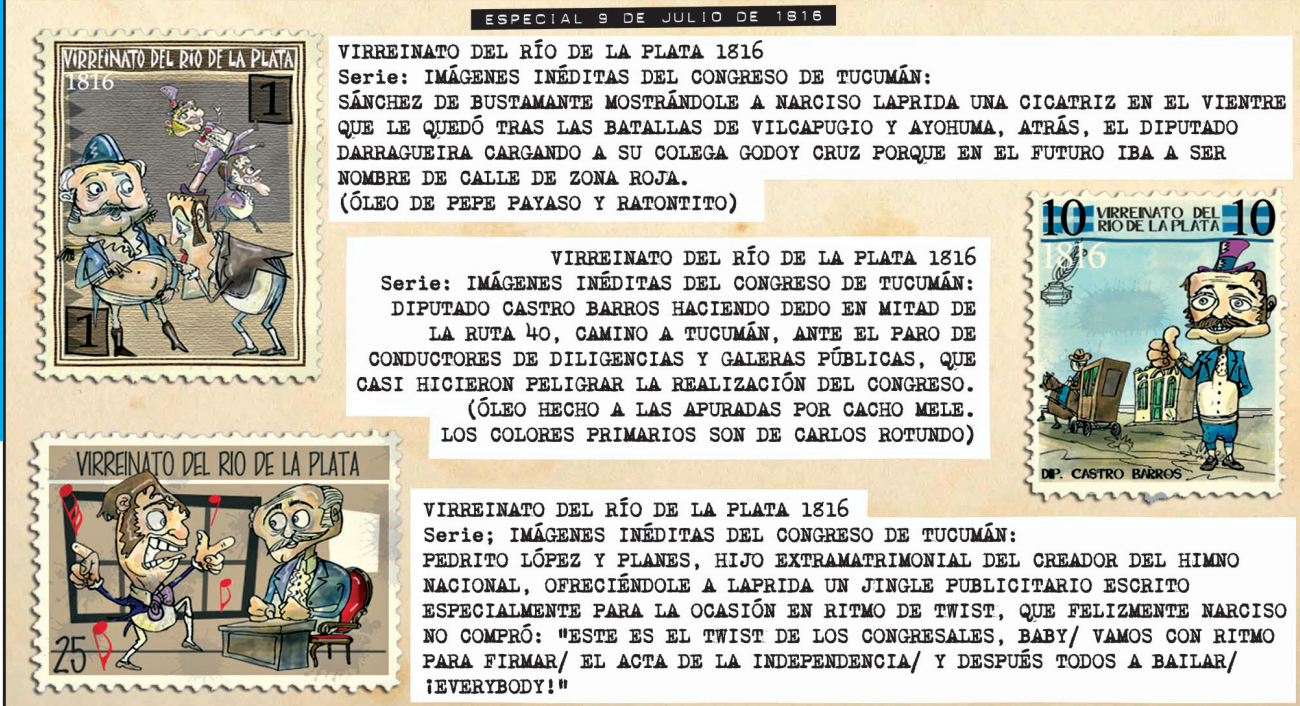 ESPECIAL 9 DE JULIO DE 1816
VIRREINATO DEL RÍO DE LA PLATA
1816
1
1
VIRREINATO DEL RÍO DE LA PLATA 1816
Serie: IMÁGENES INÉDITAS DEL CONGRESO DE TUCUMÁN:
SÁNCHEZ DE BUSTAMANTE MOSTRÁNDOLE A NARCISO LAPRIDA UNA CICATRIZ EN EL VIENTRE
QUE LE QUEDÓ TRAS LAS BATALLAS DE VILCAPUGIO Y AYOHUMA, ATRÁS, EL DIPUTADO
DARRAGUEIRA CARGANDO A SU COLEGA GODOY CRUZ PORQUE EN EL FUTURO IBA A SER
NOMBRE DE CALLE DE ZONA ROJA.
(ÓLEO DE PEPE PAYASO Y RATONTITO)
VIRREINATO DEL RÍO DE LA PLATA 1816
Serie: IMÁGENES INÉDITAS DEL CONGRESO DE TUCUMÁN:
DIPUTADO CASTRO BARROS HACIENDO DEDO EN MITAD DE
LA RUTA 40, CAMINO A TUCUMÁN, ANTE EL PARO DE
CONDUCTORES DE DILIGENCIAS Y GALERAS PÚBLICAS, QUE
CASI HICIERON PELIGRAR LA REALIZACIÓN DEL CONGRESO.
(ÓLEO HECHO A LAS APURADAS POR CACHO MELE.
LOS COLORES PRIMARIOS SON DE CARLOS ROTUNDO)
10 VIRREINATO DEL 10
RIO DE LA PLATA
1816
DIP. CASTRO BARROS
VIRREINATO DEL RIO DE LA PLATA
25
VIRREINATO DEL RÍO DE LA PLATA 1816
Serie; IMÁGENES INÉDITAS DEL CONGRESO DE TUCUMÁN:
PEDRITO LÓPEZ Y PLANES, HIJO EXTRAMATRIMONIAL DEL CREADOR DEL HIMNO
NACIONAL, OFRECIÉNDOLE A LAPRIDA UN JINGLE PUBLICITARIO ESCRITO
ESPECIALMENTE PARA LA OCASIÓN EN RITMO DE TWIST, QUE FELIZMENTE NARCISO
NO COMPRÓ: "ESTE ES EL TWIST DE LOS CONGRESALES, BABY/ VAMOS CON RITMO
PARA FIRMAR/ EL ACTA DE LA INDEPENDENCIA/ Y DESPUÉS TODOS A BAILAR/
¡EVERYBODY!"